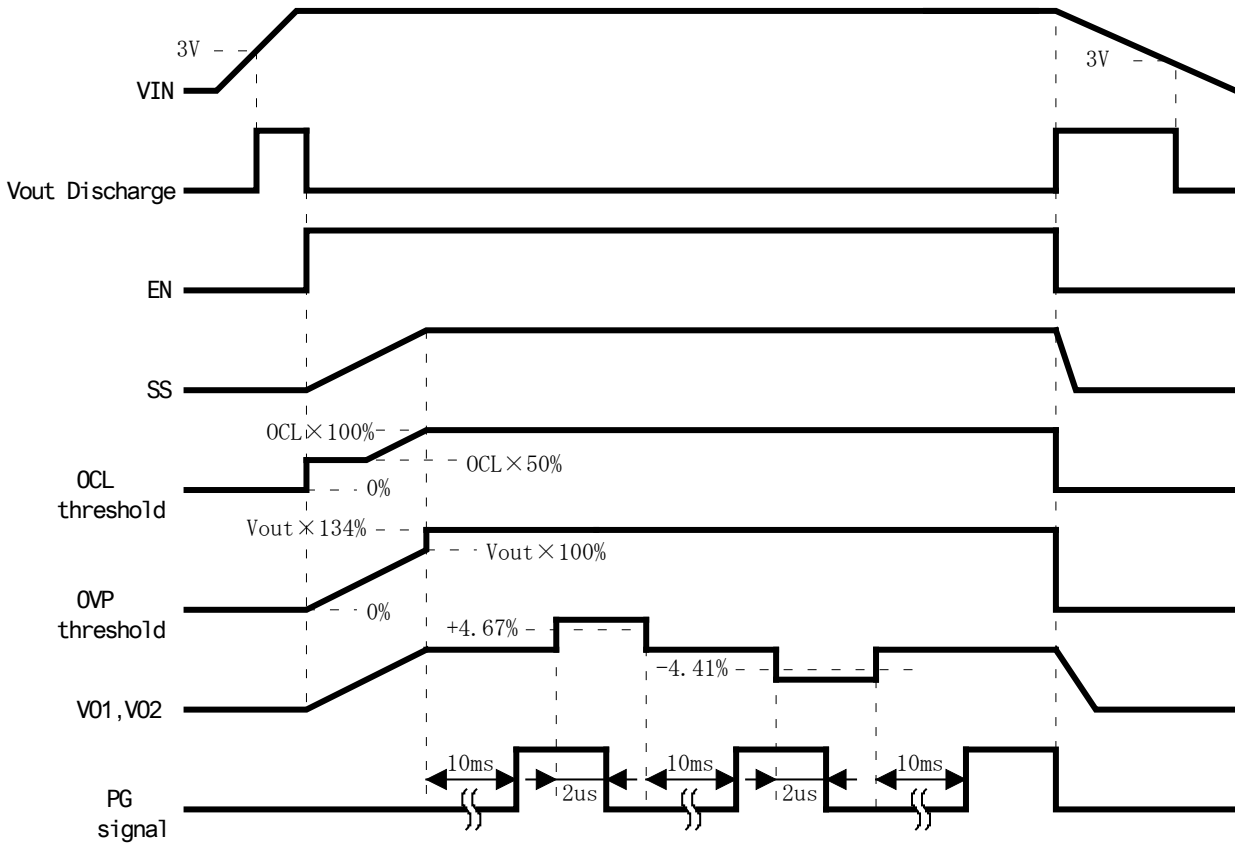 3V
3V
VIN
Vout Discharge
EN
SS
OCL×100%
OCL×50%
OCL
threshold
0%
Vout×134%
Vout×100%
OVP
threshold
0%
+4.67%
-4.41%
VO1,VO2
10ms
10ms
10ms
2us
2us
PG
signal